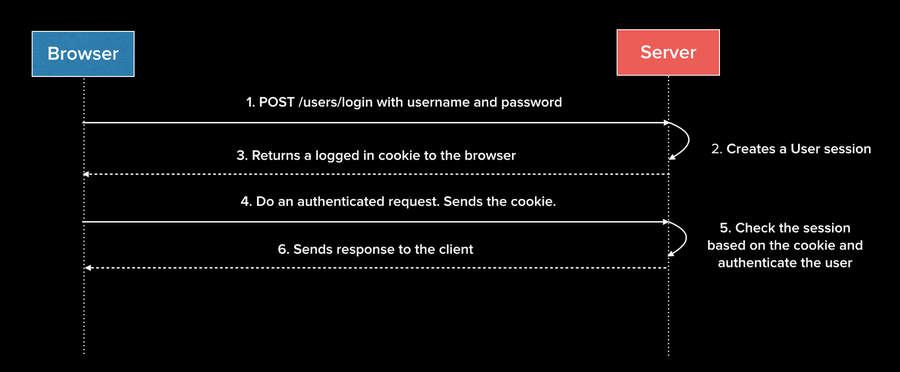 Browser
Server
1. POST /users/login with username and password
2. Creates a User session
3. Returns a logged in cookie to the browser
4. Do an authenticated request. Sends the cookie.
5. Check the session
based on the cookie and
authenticate the user
6. Sends response to the client